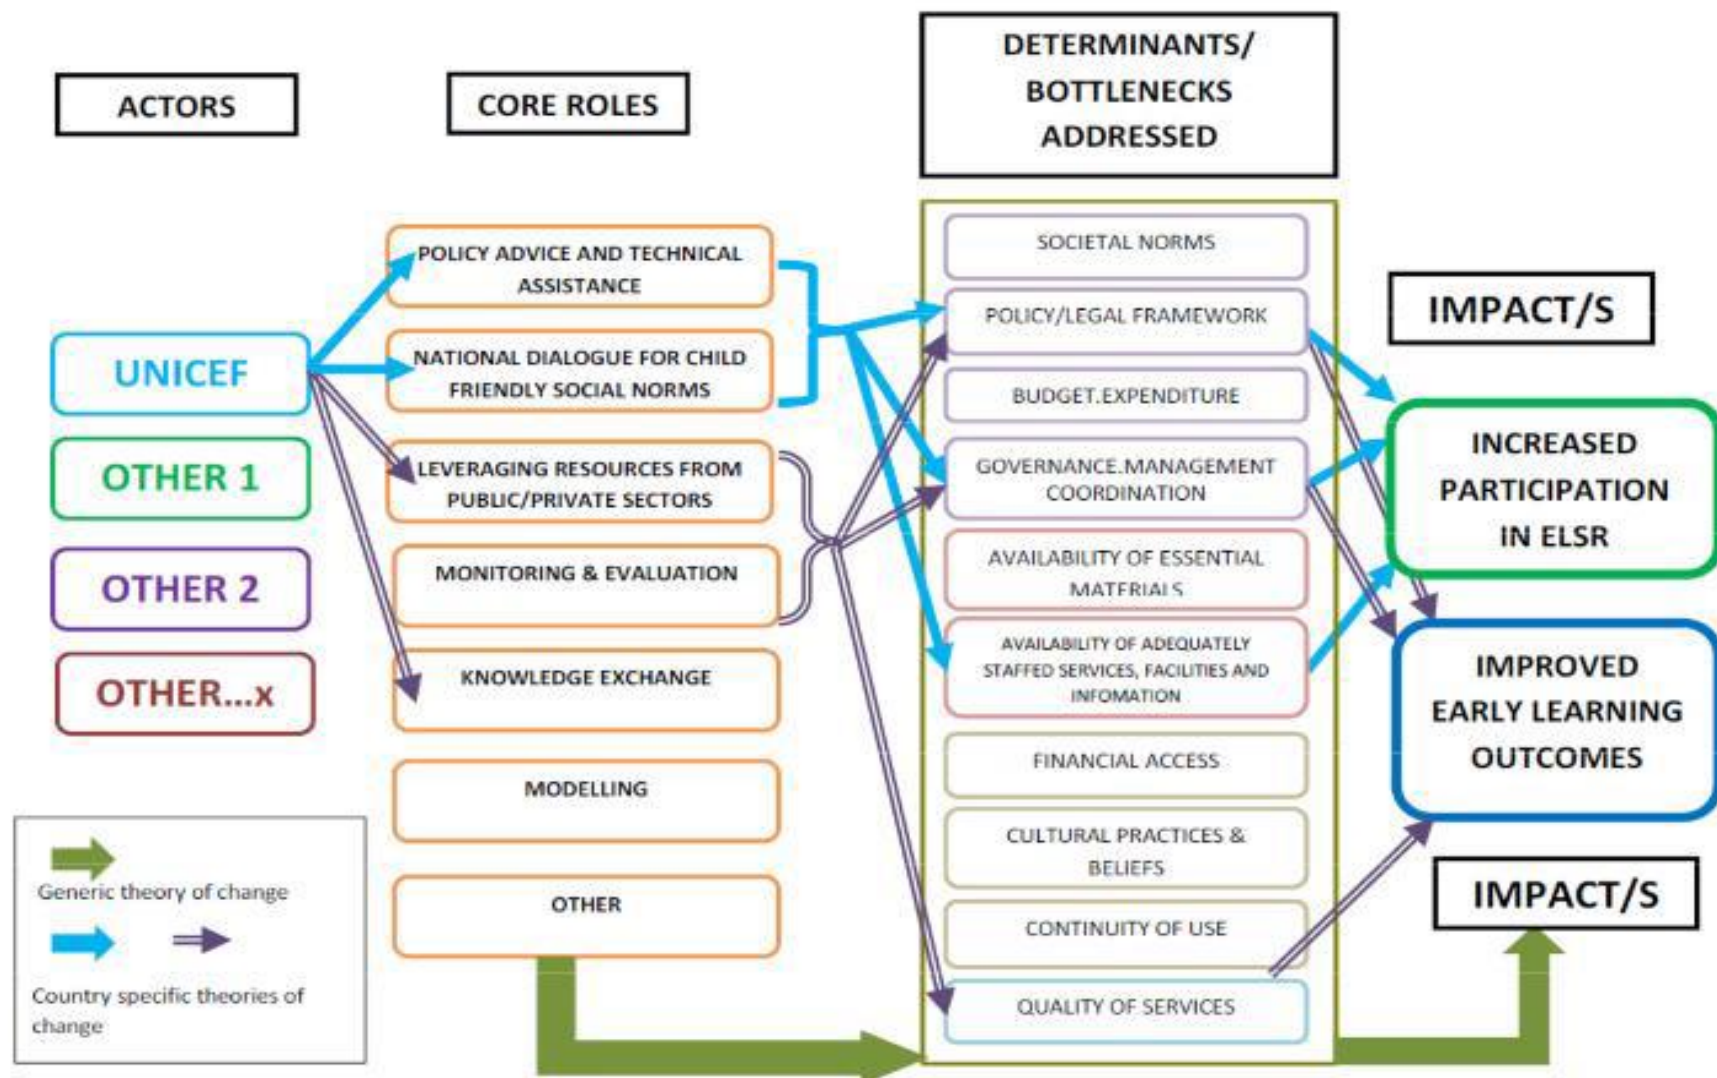 ACTORS
CORE ROLES
DETERMINANTS/
BOTTLENECKS
ADDRESSED
UNICEF
OTHER 1
OTHER 2
OTHER...x
POLICY ADVICE AND TECHNICAL
ASSISTANCE
NATIONAL DIALOGUE FOR CHILD
FRIENDLY SOCIAL NORMS
LEVERAGING RESOURCES FROM
PUBLIC/PRIVATE SECTORS
MONITORING & EVALUATION
KNOWLEDGE EXCHANGE
MODELLING
OTHER
SOCIETAL NORMS
POLICY/LEGAL FRAMEWORK
BUDGET.EXPENDITURE
GOVERNANCE.MANAGEMENT
COORDINATION
AVAILABILITY OF ESSENTIAL
MATERIALS
AVAILABILITY OF ADEQUATELY
STAFFED SERVICES, FACILITIES AND
INFOMATION
FINANCIAL ACCESS
CULTURAL PRACTICES &
BELIEFS
CONTINUITY OF USE
QUALITY OF SERVICES
IMPACT/S
INCREASED
PARTICIPATION
IN ELSR
IMPROVED
EARLY LEARNING
OUTCOMES
IMPACT/S
Generic theory of change
Country specific theories of
change